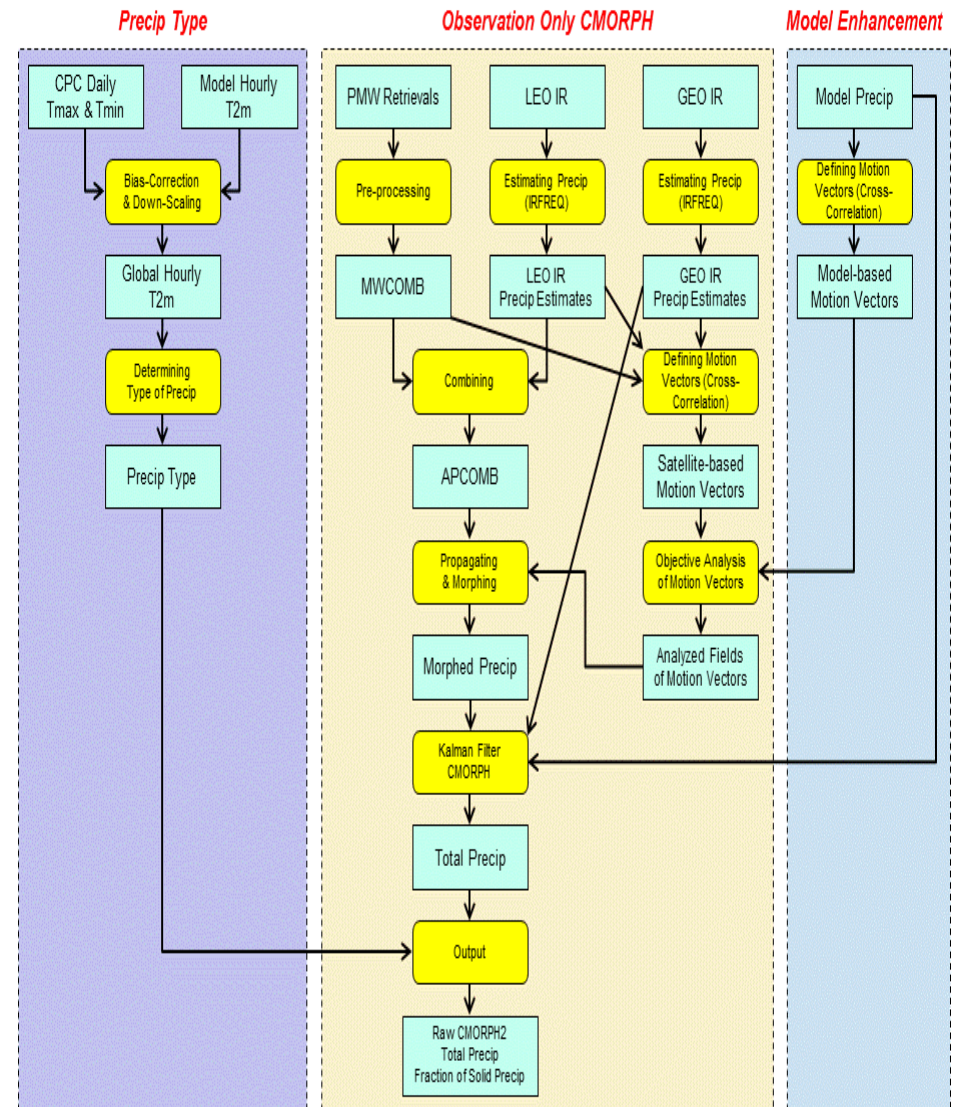 Precip Type
Observation Only CMORPH
Model Enhancement
CPC Daily
Tmax & Tmin
Model Hourly
T2m
Bias-Correction
& Down-Scaling
Global Hourly
T2m
Determining
Type of Precip
Precip Type
PMW Retrievals
LEO IR
GEO IR
Pre-processing
Estimating Precip
(IRFREQ)
Estimating Precip
(IRFREQ)
MWCOMB
LEO IR
Precip Estimates
GEO IR
Precip Estimates
Combining
Defining Motion
Vectors (Cross-
Correlation)
APCOMB
Satellite-based
Motion Vectors
Propagating
& Morphing
Objective Analysis
of Motion Vectors
Morphed Precip
Analyzed Fields
of Motion Vectors
Kalman Filter
CMORPH
Total Precip
Output
Raw CMORPH2
Total Precip
Fraction of Solid Precip
Model Precip
Defining Motion
Vectors (Cross-
Correlation)
Model-based
Motion Vectors